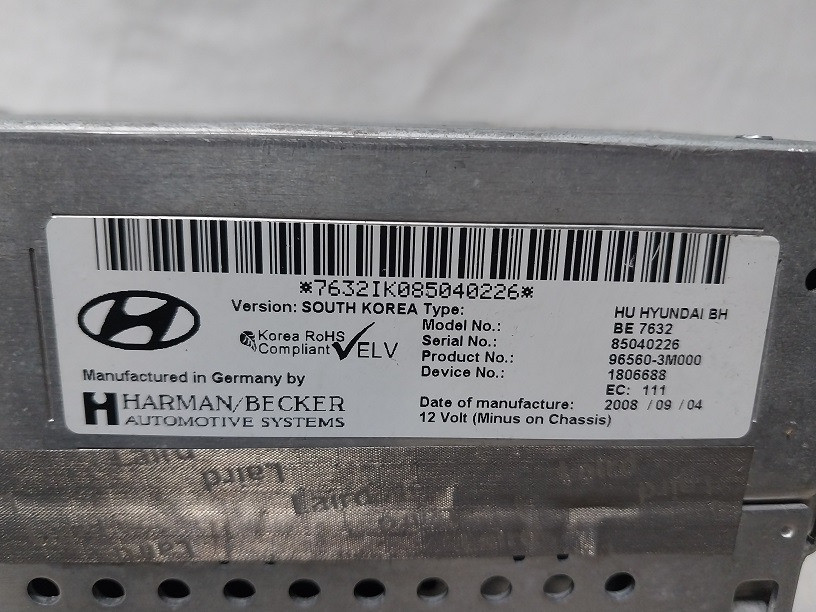 *7632IK085040226*
Version: SOUTH KOREA Type: HU HYUNDAI BH
Model No.: BE 7632
Serial No.: 85040226
Product No.: 96560-3M000
Device No.: 1806688
EC: 111
Korea RoHS
Compliant ELV
Manufactured in Germany by
HARMAN/BECKER
AUTOMOTIVE SYSTEMS
Date of manufacture: 2008 /09 /04
12 Volt (Minus on Chassis)
Laird
Laird
Laird